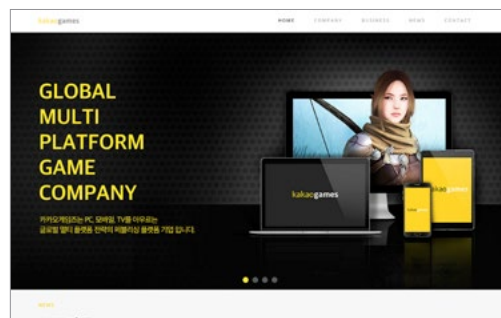 kakaogames
HOME COMPANY BUSINESS NEWS CONTACT
GLOBAL
MULTI
PLATFORM
GAME
COMPANY
카카오게임즈는 PC, 모바일, TV를 아우르는
글로벌 멀티 플랫폼 전략의 퍼블리싱 플랫폼 기업 입니다.
kakaogames
kakaogames
NEWS